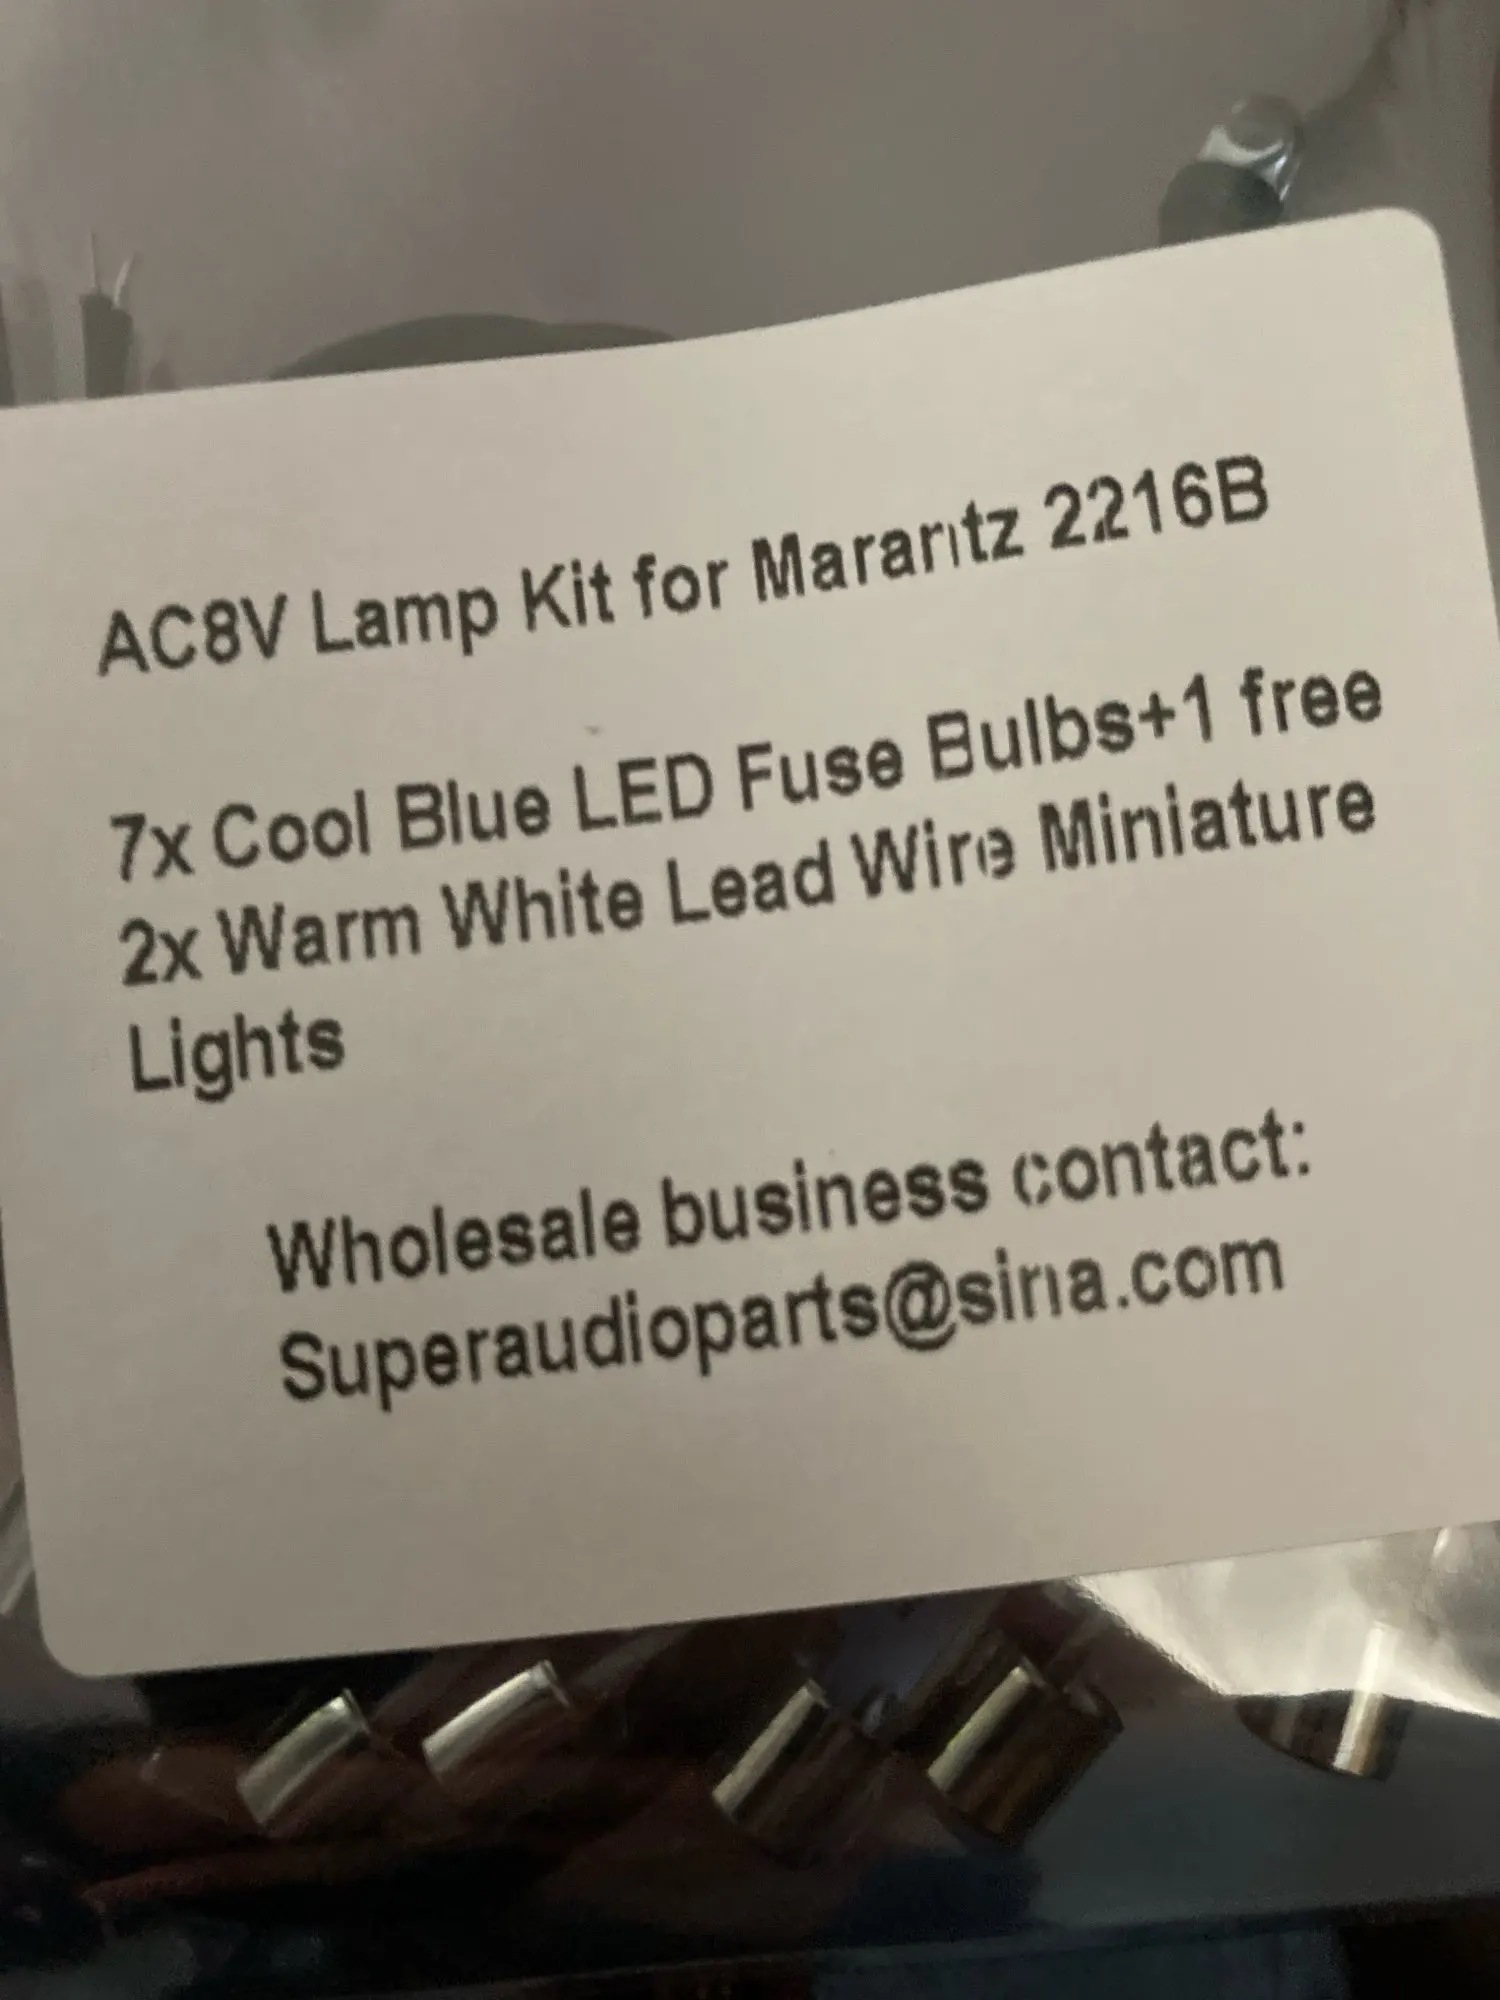 AC8V Lamp Kit for Mararitz 2216B
7x Cool Blue LED Fuse Bulbs+1 free
2x Warm White Lead Wire Miniature
Lights
Wholesale business contact:
Superaudioparts@sina.com